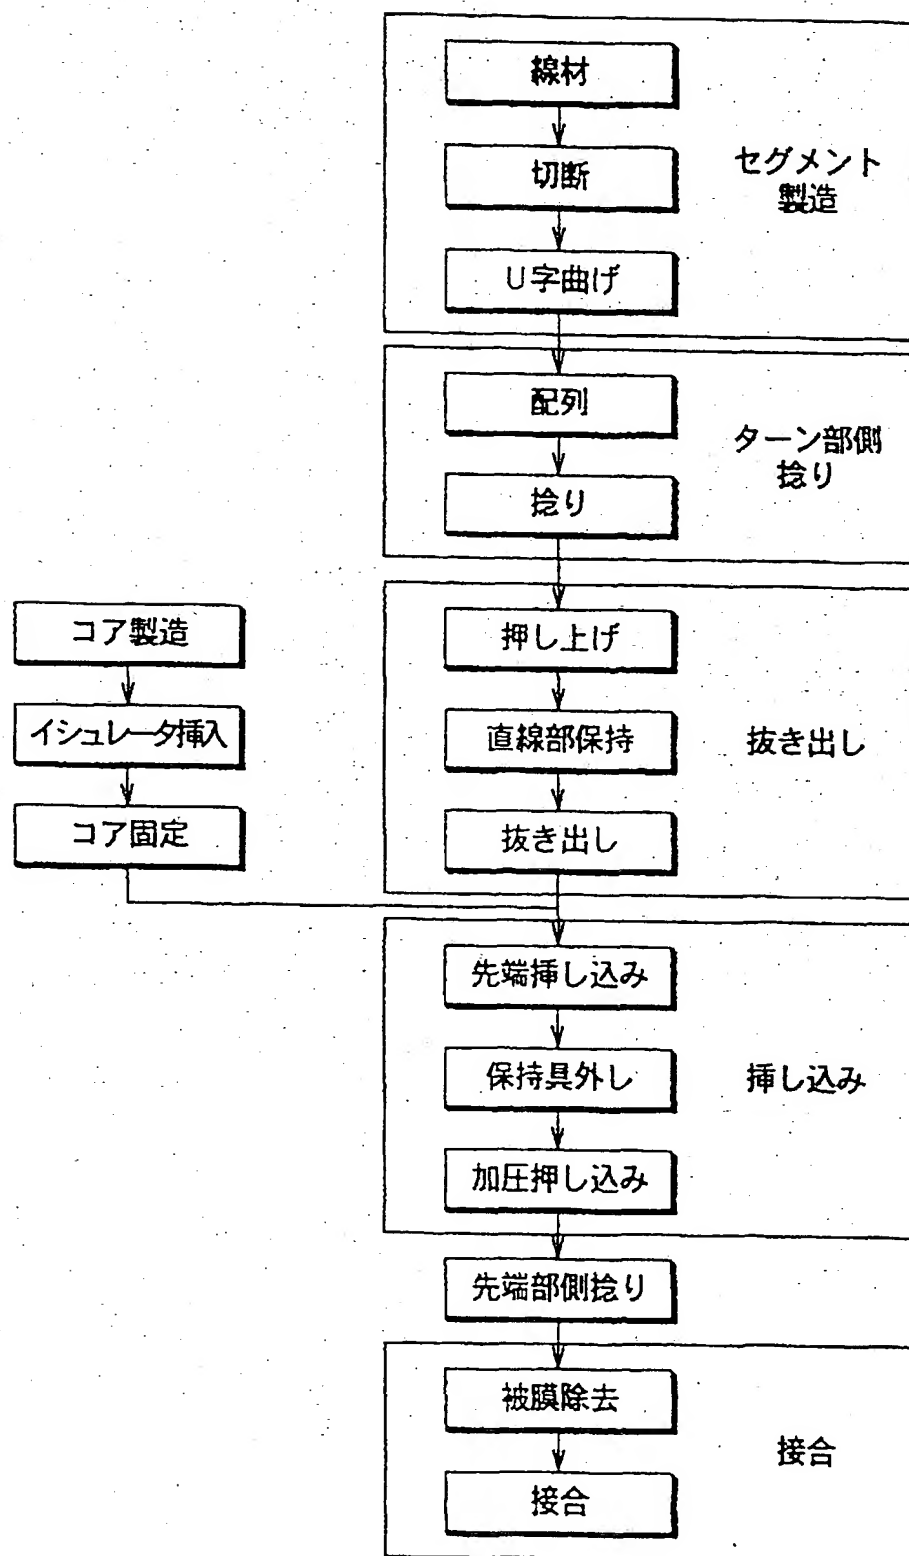 線材
切断
U字曲げ
セグメント
製造
配列
捻り
ターン部側
捻り
コア製造
イシュレータ挿入
コア固定
押し上げ
直線部保持
抜き出し
抜き出し
先端挿し込み
保持具外し
加圧押し込み
挿し込み
先端部側捻り
被膜除去
接合
接合